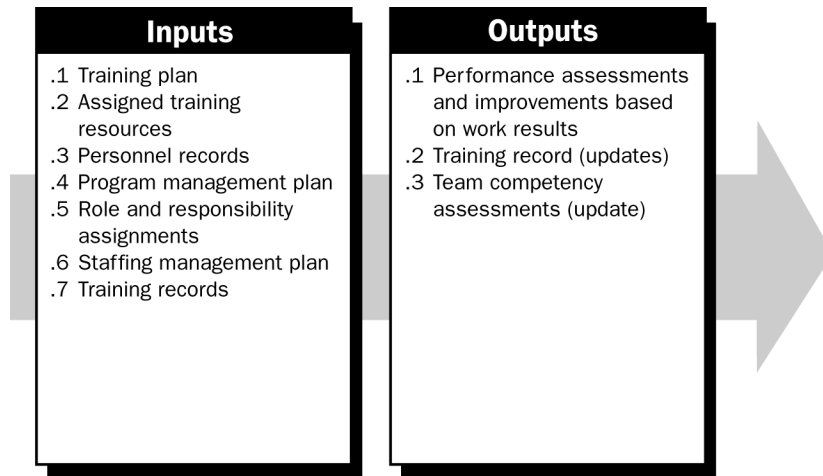 Inputs
.1 Training plan
.2 Assigned training
resources
.3 Personnel records
.4 Program management plan
.5 Role and responsibility
assignments
.6 Staffing management plan
.7 Training records
Outputs
.1 Performance assessments
and improvements based
on work results
.2 Training record (updates)
.3 Team competency
assessments (update)